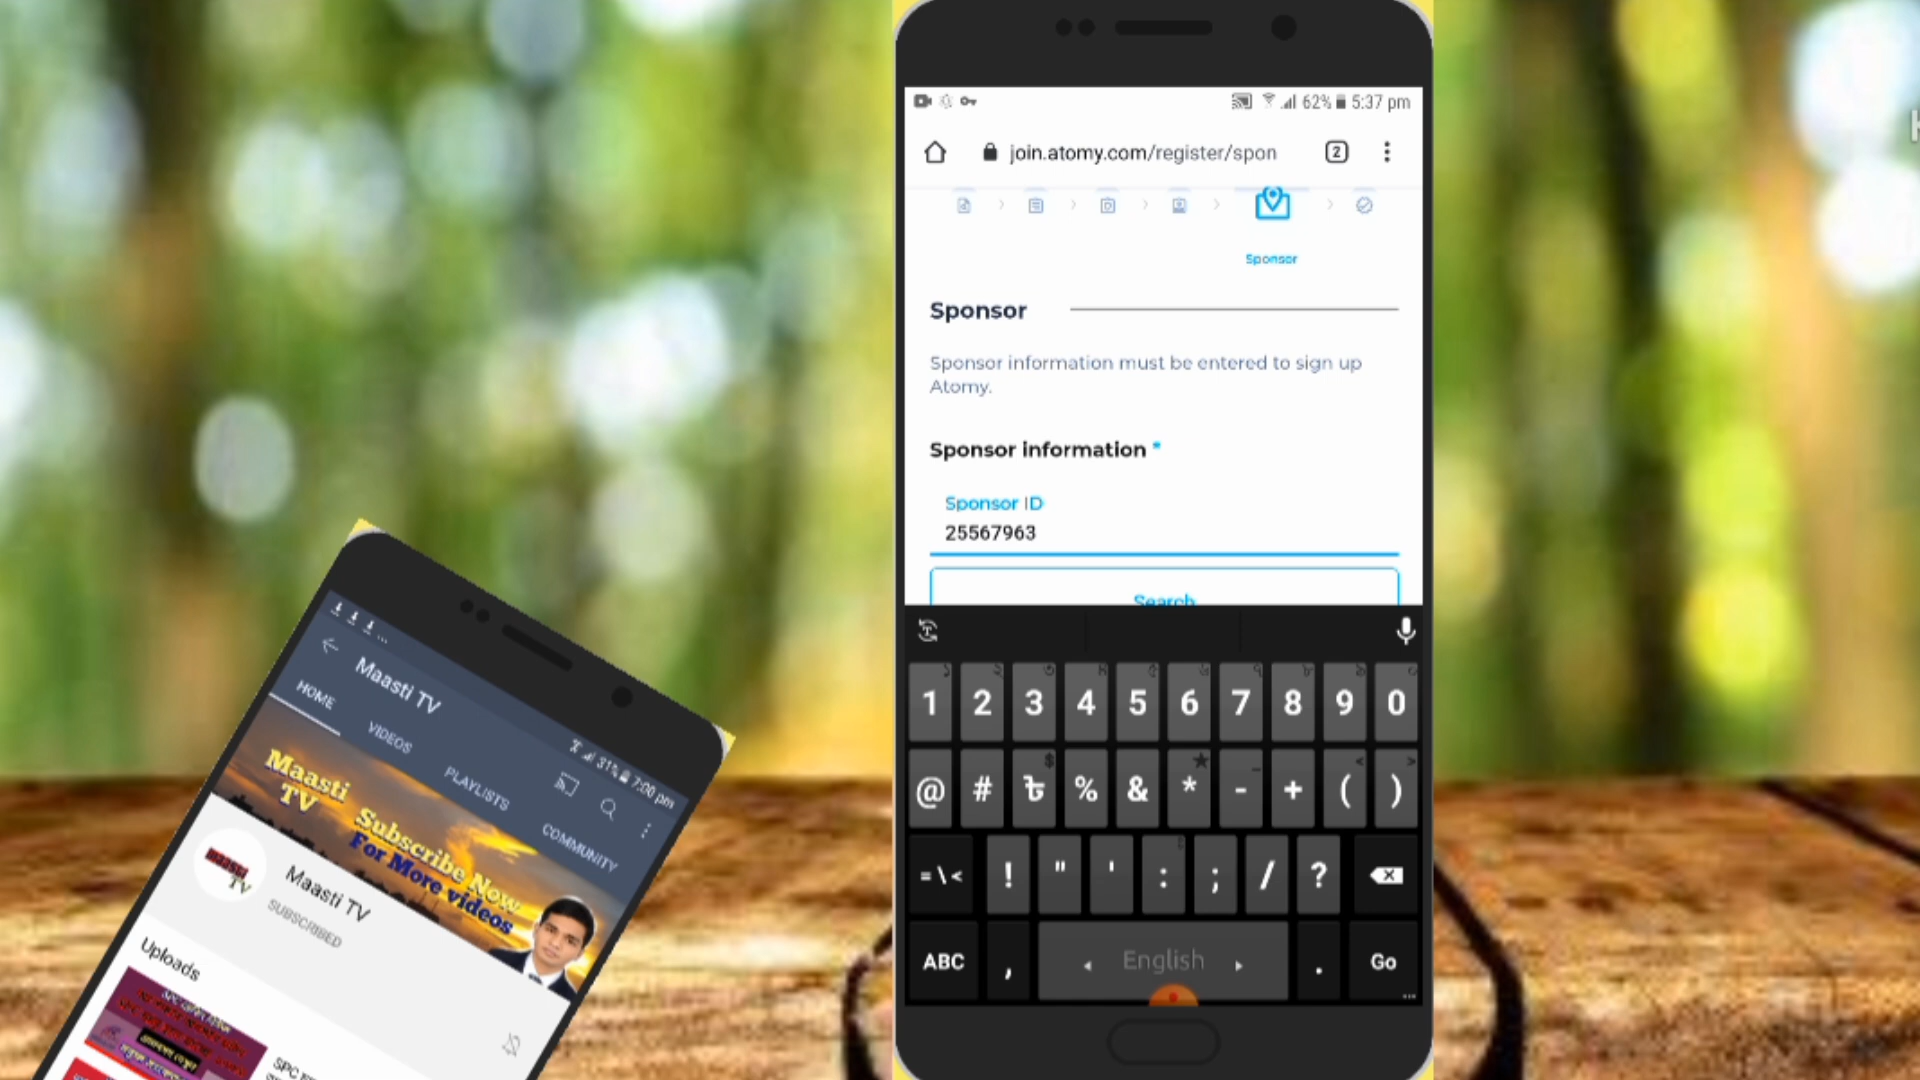 62% 5:37 pm
join.atomy.com/register/spon
2
Sponsor
Sponsor
Sponsor information must be entered to sign up
Atomy.
Sponsor information *
Sponsor ID
25567963
Search
1 2 3 4 5 6 7 8 9 0
@ # ৳ % & * - + ( )
= \ < ! " ' : ; / ?
ABC , English . Go
31% 7:00 pm
Maasti TV
HOME VIDEOS PLAYLISTS COMMUNITY
Maasti
TV
Subscribe Now
For More videos
maasti
TV
Maasti TV
SUBSCRIBED
Uploads
SPC